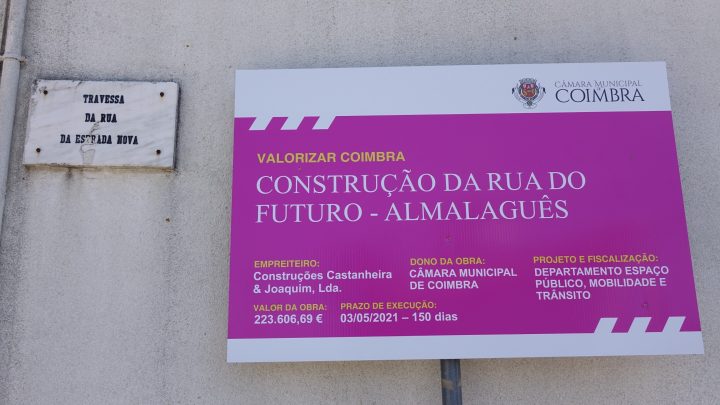 TRAVESSA
DA RUA
DA ESTRADA NOVA
CÂMARA MUNICIPAL
COIMBRA
VALORIZAR COIMBRA
CONSTRUÇÃO DA RUA DO
FUTURO - ALMALAGUÊS
EMPREITEIRO:
Construções Castanheira
& Joaquim, Lda.
DONO DA OBRA:
CÂMARA MUNICIPAL
DE COIMBRA
PROJETO E FISCALIZAÇÃO:
DEPARTAMENTO ESPAÇO
PÚBLICO, MOBILIDADE E
TRÂNSITO
VALOR DA OBRA:
223.606,69 €
PRAZO DE EXECUÇÃO:
03/05/2021 – 150 dias